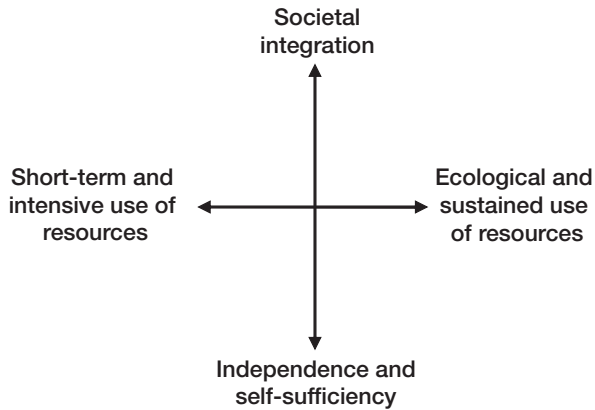 Societal
integration
Short-term and
intensive use of
resources
Ecological and
sustained use
of resources
Independence and
self-sufficiency